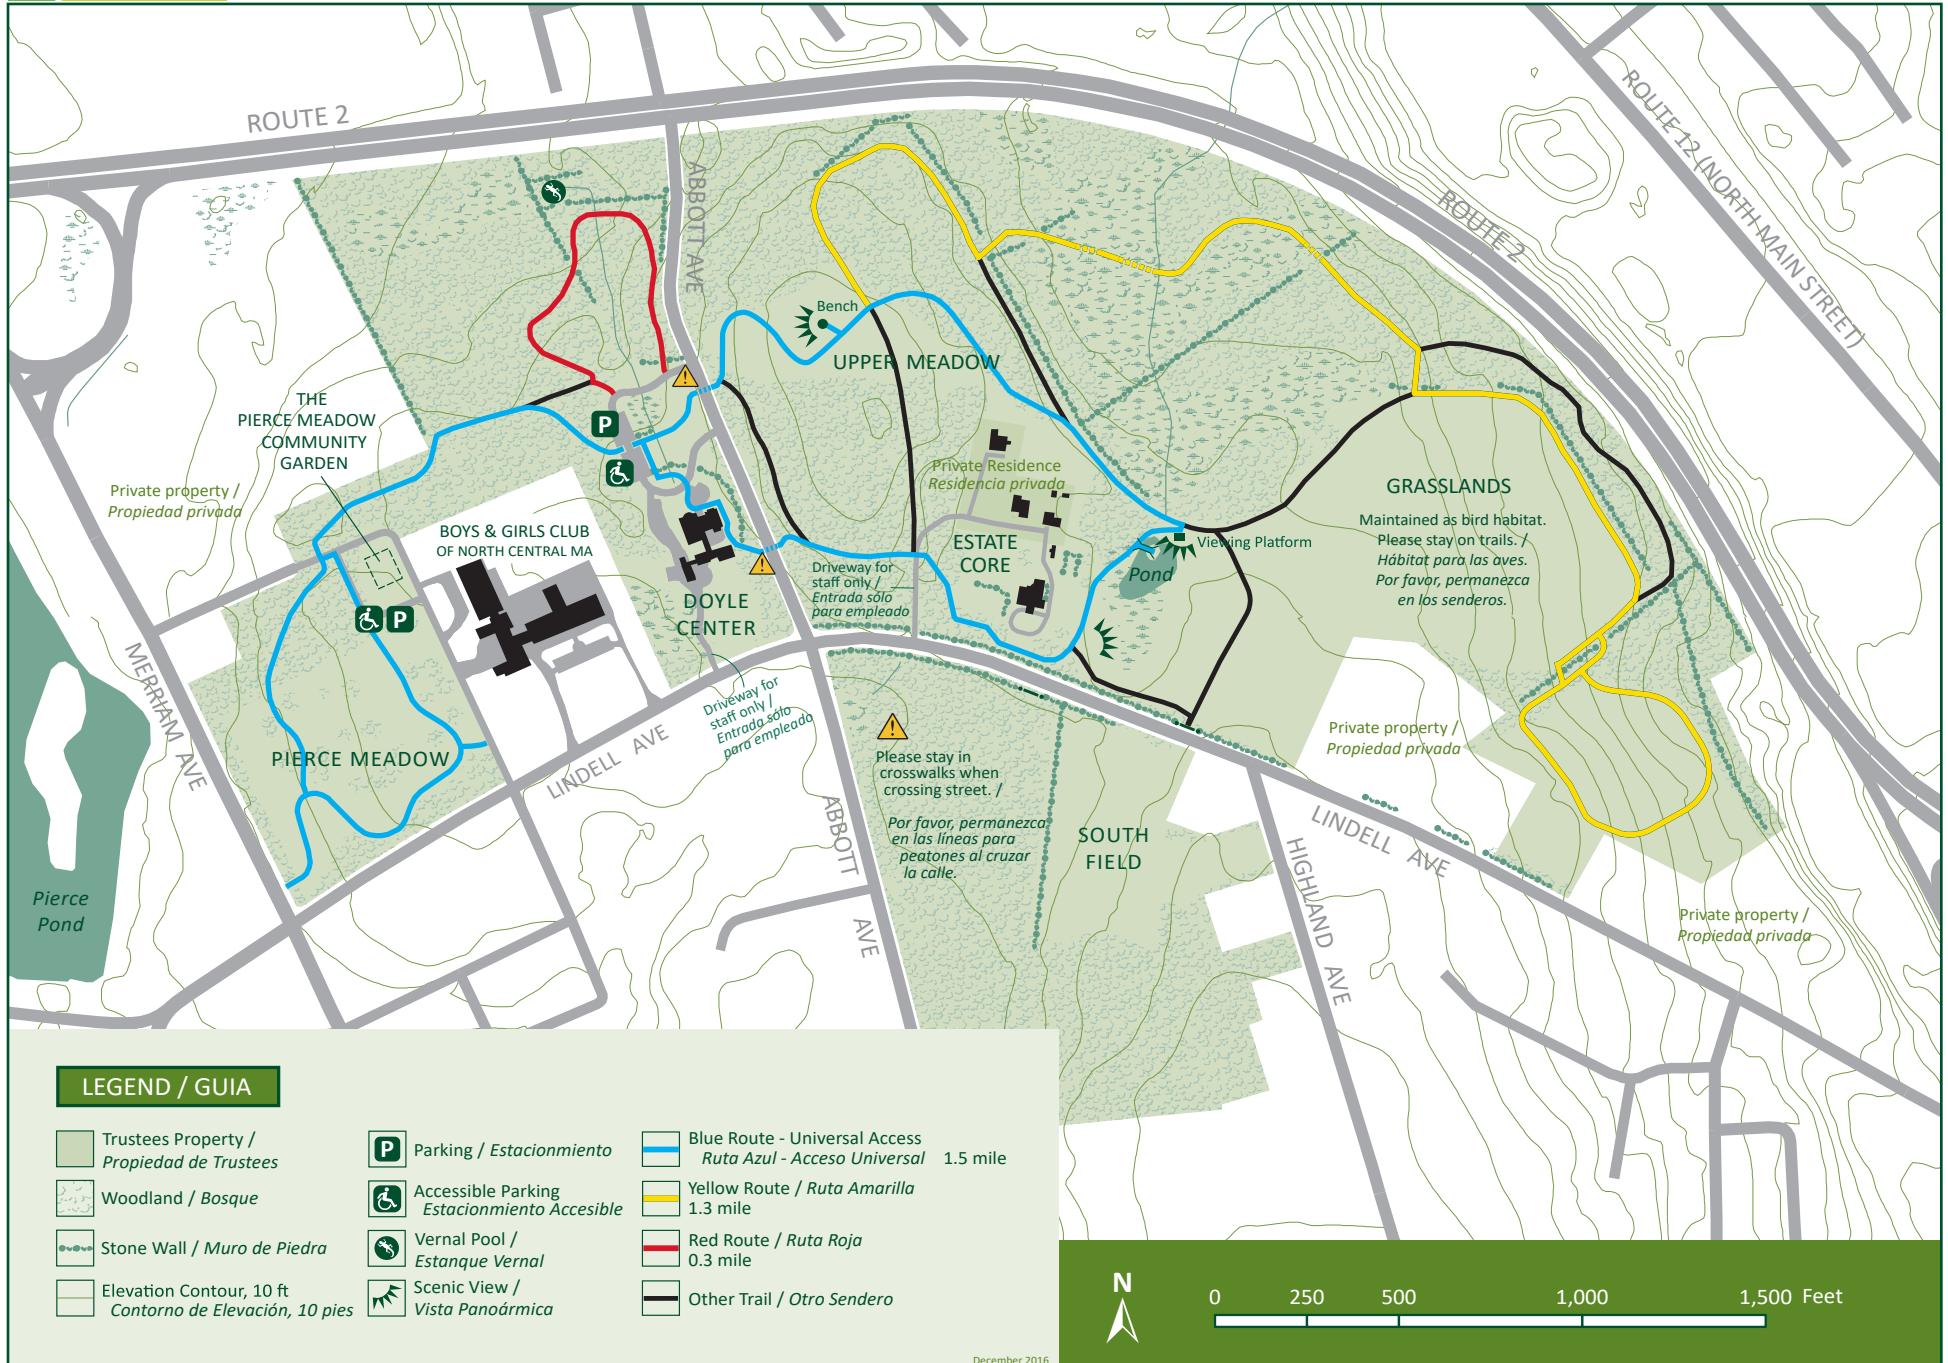 ROUTE 2
ROUTE 12 (NORTH MAIN STREET)
ABBOTT AVE
ROUTE 2
Bench
UPPER MEADOW
THE
PIERCE MEADOW
COMMUNITY
GARDEN
P
Private property /
Propiedad privada
Private Residence
Residencia privada
GRASSLANDS
Maintained as bird habitat.
Please stay on trails. /
Hábitat para las aves.
Por favor, permanezca
en los senderos.
BOYS & GIRLS CLUB
OF NORTH CENTRAL MA
ESTATE
CORE
Viewing Platform
Pond
Driveway for
staff only /
Entrada sólo
para empleado
DOYLE
CENTER
P
MERRIAM AVE
Driveway for
staff only /
Entrada sólo
para empleado
PIERCE MEADOW
LINDELL AVE
Please stay in
crosswalks when
crossing street. /
Por favor, permanezca
en las líneas para
peatones al cruzar
la calle.
ABBOTT AVE
SOUTH
FIELD
Private property /
Propiedad privada
LINDELL AVE
HIGHLAND AVE
Pierce
Pond
Private property /
Propiedad privada
LEGEND / GUIA
Trustees Property /
Propiedad de Trustees
Woodland / Bosque
Stone Wall / Muro de Piedra
Elevation Contour, 10 ft
Contorno de Elevación, 10 pies
P
Parking / Estacionmiento
Accessible Parking
Estacionmiento Accesible
Vernal Pool /
Estanque Vernal
Scenic View /
Vista Panoármica
Blue Route - Universal Access
Ruta Azul - Acceso Universal 1.5 mile
Yellow Route / Ruta Amarilla
1.3 mile
Red Route / Ruta Roja
0.3 mile
Other Trail / Otro Sendero
December 2016
N
0 250 500 1,000 1,500 Feet